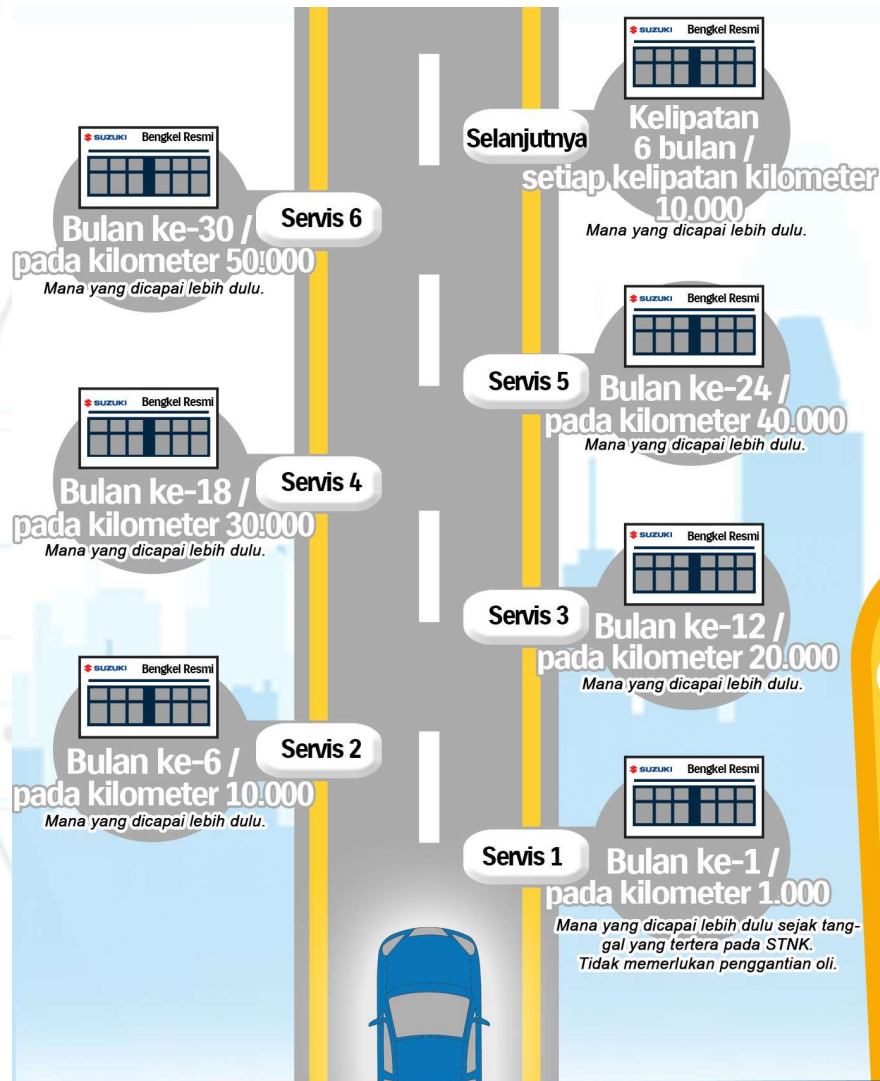 SUZUKI Bengkel Resmi
Kelipatan
6 bulan /
setiap kelipatan kilometer
10.000
Mana yang dicapai lebih dulu.
Selanjutnya
SUZUKI Bengkel Resmi
Servis 6
Bulan ke-30 /
pada kilometer 50.000
Mana yang dicapai lebih dulu.
SUZUKI Bengkel Resmi
Servis 5
Bulan ke-24 /
pada kilometer 40.000
Mana yang dicapai lebih dulu.
SUZUKI Bengkel Resmi
Servis 4
Bulan ke-18 /
pada kilometer 30.000
Mana yang dicapai lebih dulu.
SUZUKI Bengkel Resmi
Servis 3
Bulan ke-12 /
pada kilometer 20.000
Mana yang dicapai lebih dulu.
SUZUKI Bengkel Resmi
Servis 2
Bulan ke-6 /
pada kilometer 10.000
Mana yang dicapai lebih dulu.
SUZUKI Bengkel Resmi
Servis 1
Bulan ke-1 /
pada kilometer 1.000
Mana yang dicapai lebih dulu sejak tang-
gal yang tertera pada STNK.
Tidak memerlukan penggantian oli.